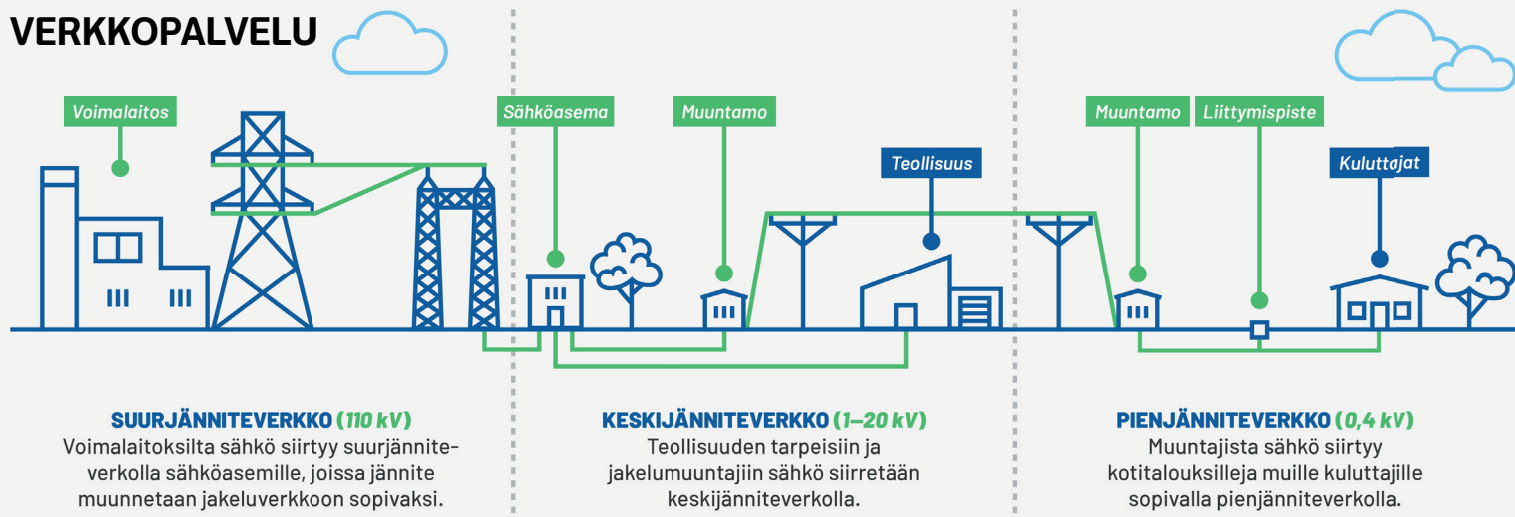 VERKKOPALVELU
Voimalaitos
Sähköasema
Muuntamo
Teollisuus
Muuntamo
Liittymispiste
Kuluttajat
SUURJÄNNITEVERKKO (110 kV)
Voimalaitoksilta sähkö siirtyy suurjännite-
verkolla sähköasemille, joissa jännite
muunnetaan jakeluverkkoon sopivaksi.
KESKIJÄNNITEVERKKO (1–20 kV)
Teollisuuden tarpeisiin ja
jakelumuuntajiin sähkö siirretään
keskijänniteverkolla.
PIENJÄNNITEVERKKO (0,4 kV)
Muuntajista sähkö siirtyy
kotitalouksilleja muille kuluttajille
sopivalla pienjänniteverkolla.